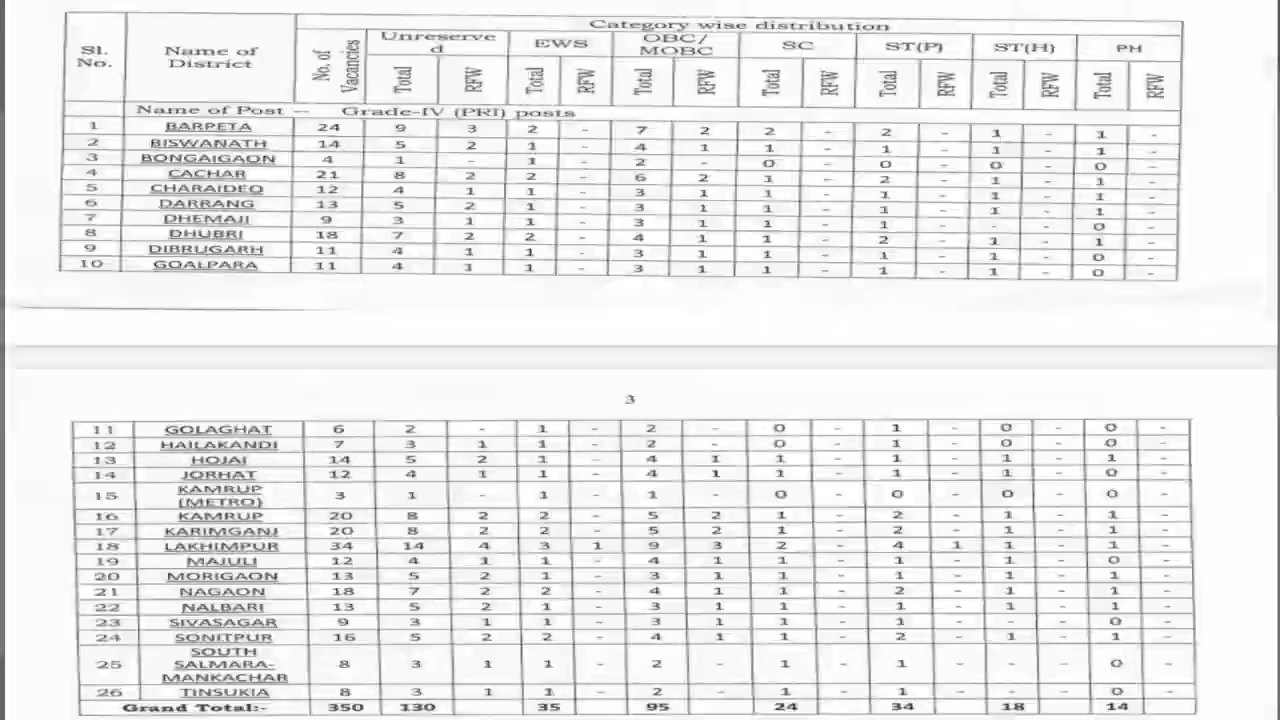 Category wise distribution
Sl. No. Name of District No. of Vacancies Unreserve d EWS OBC/ MOBC SC ST(P) ST(H) PH
Total RFW Total RFW Total RFW Total RFW Total RFW Total RFW Total RFW
Name of Post – Grade-IV (PRI) posts
1 BARPETA 24 9 3 2 - 7 2 2 - 2 - 1 - 1 -
2 BISWANATH 14 5 2 1 - 4 1 1 - 1 - 1 - 1 -
3 BONGAIGAON 4 1 - 1 - 2 - 0 - 0 - 0 - 0 -
4 CACHAR 21 8 2 2 - 6 2 1 - 2 - 1 - 1 -
5 CHARAIDEO 12 4 1 1 - 3 1 1 - 1 - 1 - 1 -
6 DARRANG 13 5 2 1 - 3 1 1 - 1 - 1 - 1 -
7 DHEMAJI 9 3 1 1 - 3 1 1 - 1 - - - 0 -
8 DHUBRI 18 7 2 2 - 4 1 1 - 2 - 1 - 1 -
9 DIBRUGARH 11 4 1 1 - 3 1 1 - 1 - 1 - 0 -
10 GOALPARA 11 4 1 1 - 3 1 1 - 1 - 1 - 0 -
3
11 GOLAGHAT 6 2 - 1 - 2 - 0 - 1 - 0 - 0 -
12 HAILAKANDI 7 3 1 1 - 2 - 0 - 1 - 0 - 0 -
13 HOJAI 14 5 2 1 - 4 1 1 - 1 - 1 - 1 -
14 JORHAT 12 4 1 1 - 4 1 1 - 1 - 1 - 0 -
15 KAMRUP (METRO) 3 1 - 1 - 1 - 0 - 0 - 0 - 0 -
16 KAMRUP 20 8 2 2 - 5 2 1 - 2 - 1 - 1 -
17 KARIMGANJ 20 8 2 2 - 5 2 1 - 2 - 1 - 1 -
18 LAKHIMPUR 34 14 4 3 1 9 3 2 - 4 1 1 - 1 -
19 MAJULI 12 4 1 1 - 4 1 1 - 1 - 1 - 0 -
20 MORIGAON 13 5 2 1 - 3 1 1 - 1 - 1 - 1 -
21 NAGAON 18 7 2 2 - 4 1 1 - 2 - 1 - 1 -
22 NALBARI 13 5 2 1 - 3 1 1 - 1 - 1 - 1 -
23 SIVASAGAR 9 3 1 1 - 3 1 1 - 1 - - - 0 -
24 SONITPUR 16 5 2 2 - 4 1 1 - 2 - 1 - 1 -
25 SOUTH SALMARA-MANKACHAR 8 3 1 1 - 2 - 1 - 1 - - - 0 -
26 TINSUKIA 8 3 1 1 - 2 - 1 - 1 - - - 0 -
Grand Total:- 350 130 35 95 24 34 18 14